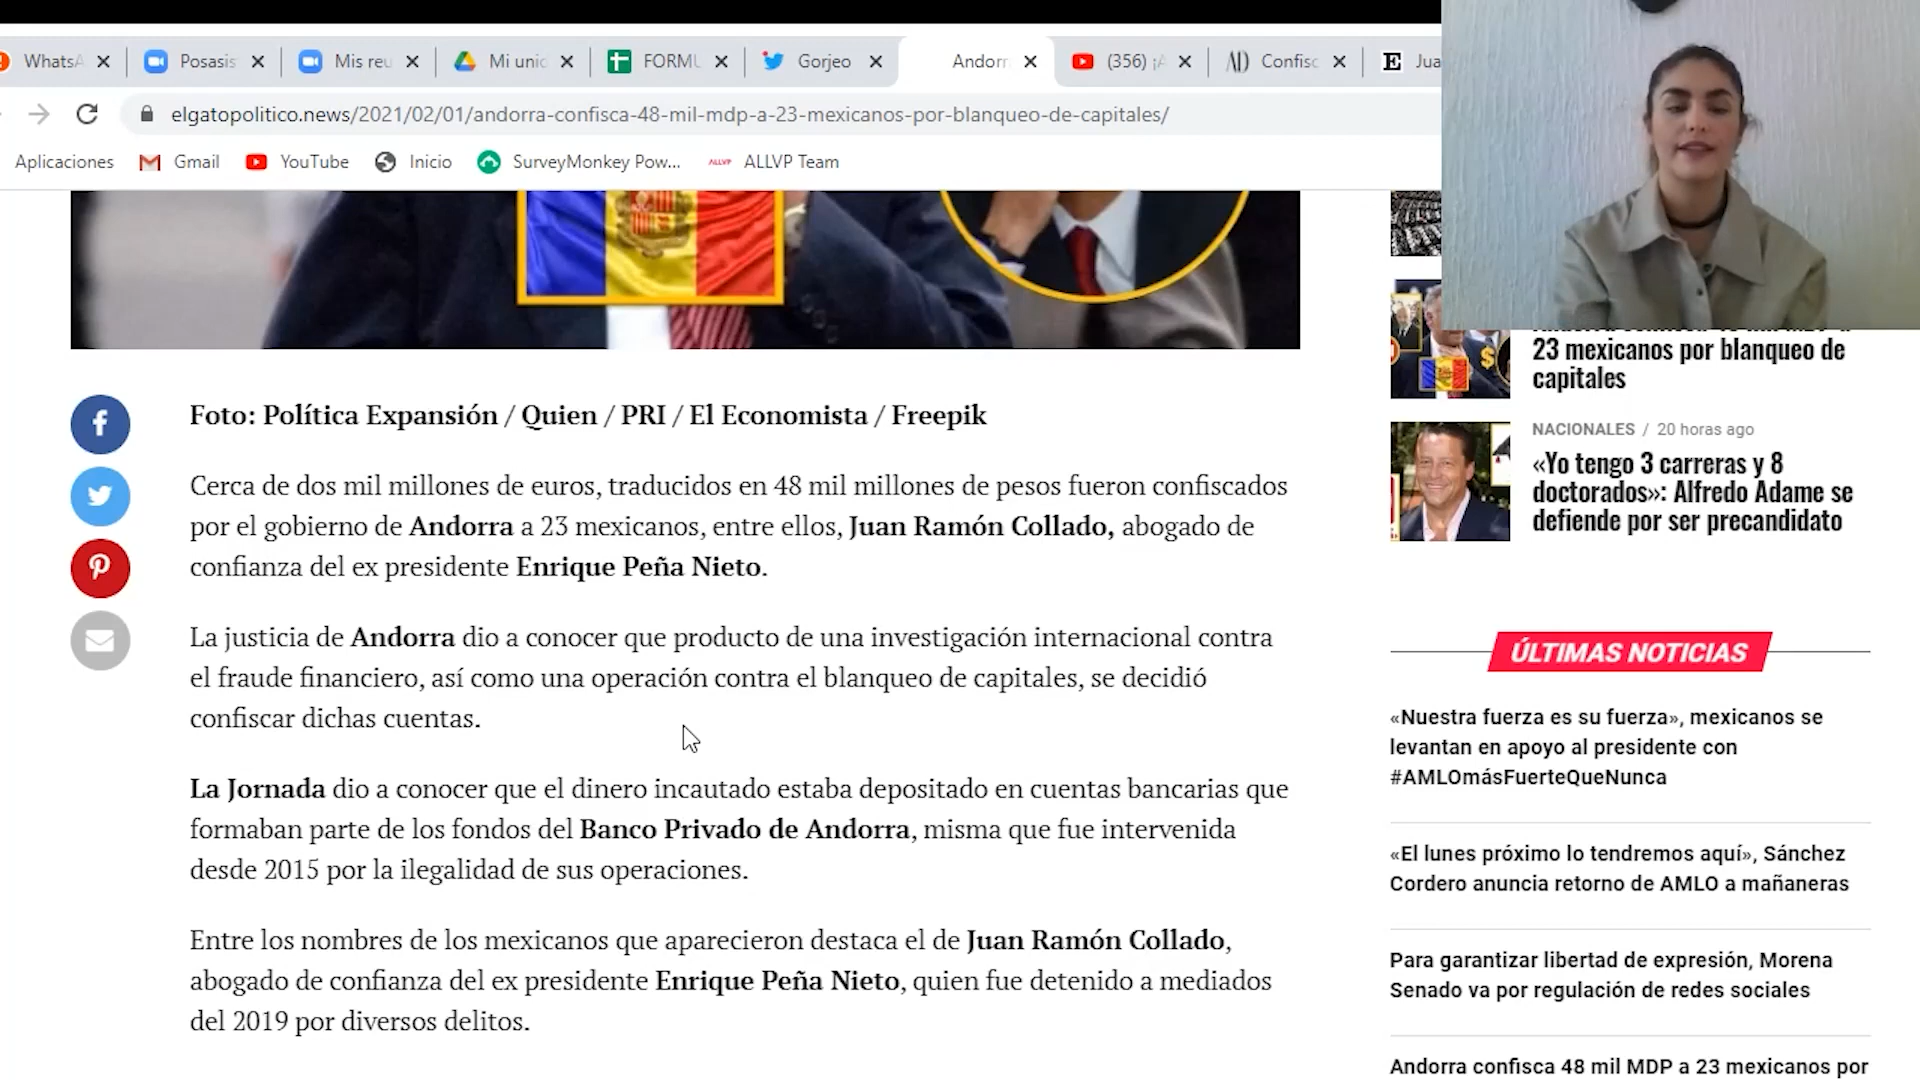 WhatsA
Posasis
Mis reu
Mi unid
FORMU
Gorjeo
Andorr
(356) ¡A
Confisc
Jua
elgatopolitico.news/2021/02/01/andorra-confisca-48-mil-mdp-a-23-mexicanos-por-blanqueo-de-capitales/
Aplicaciones
Gmail
YouTube
Inicio
SurveyMonkey Pow...
ALLVP
ALLVP Team
Foto: Política Expansión / Quien / PRI / El Economista / Freepik
Cerca de dos mil millones de euros, traducidos en 48 mil millones de pesos fueron confiscados
por el gobierno de Andorra a 23 mexicanos, entre ellos, Juan Ramón Collado, abogado de
confianza del ex presidente Enrique Peña Nieto.
La justicia de Andorra dio a conocer que producto de una investigación internacional contra
el fraude financiero, así como una operación contra el blanqueo de capitales, se decidió
confiscar dichas cuentas.
La Jornada dio a conocer que el dinero incautado estaba depositado en cuentas bancarias que
formaban parte de los fondos del Banco Privado de Andorra, misma que fue intervenida
desde 2015 por la ilegalidad de sus operaciones.
Entre los nombres de los mexicanos que aparecieron destaca el de Juan Ramón Collado,
abogado de confianza del ex presidente Enrique Peña Nieto, quien fue detenido a mediados
del 2019 por diversos delitos.
23 mexicanos por blanqueo de
capitales
NACIONALES / 20 horas ago
«Yo tengo 3 carreras y 8
doctorados»: Alfredo Adame se
defiende por ser precandidato
ÚLTIMAS NOTICIAS
«Nuestra fuerza es su fuerza», mexicanos se
levantan en apoyo al presidente con
#AMLOmásFuerteQueNunca
«El lunes próximo lo tendremos aquí», Sánchez
Cordero anuncia retorno de AMLO a mañaneras
Para garantizar libertad de expresión, Morena
Senado va por regulación de redes sociales
Andorra confisca 48 mil MDP a 23 mexicanos por